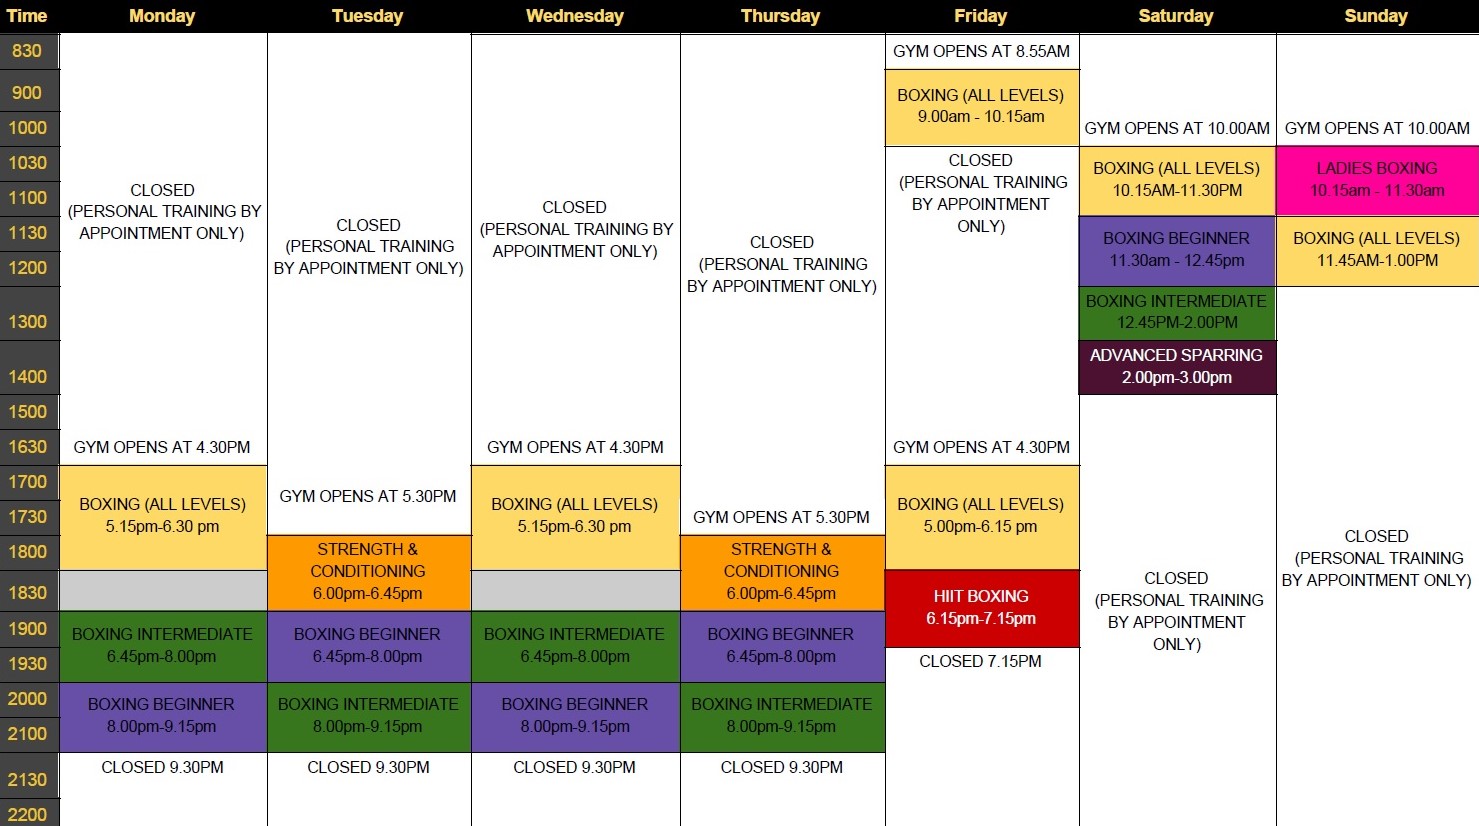 Time Monday Tuesday Wednesday Thursday Friday Saturday Sunday
830
900
1000
1030
1100
1130
1200
1300
1400
1500
1630
1700
1730
1800
1830
1900
1930
2000
2100
2130
2200
CLOSED
(PERSONAL TRAINING BY
APPOINTMENT ONLY)
GYM OPENS AT 4.30PM
BOXING (ALL LEVELS)
5.15pm-6.30 pm
BOXING INTERMEDIATE
6.45pm-8.00pm
BOXING BEGINNER
8.00pm-9.15pm
CLOSED 9.30PM
CLOSED
(PERSONAL TRAINING
BY APPOINTMENT ONLY)
GYM OPENS AT 5.30PM
STRENGTH &
CONDITIONING
6.00pm-6.45pm
BOXING BEGINNER
6.45pm-8.00pm
BOXING INTERMEDIATE
8.00pm-9.15pm
CLOSED 9.30PM
CLOSED
(PERSONAL TRAINING BY
APPOINTMENT ONLY)
GYM OPENS AT 4.30PM
BOXING (ALL LEVELS)
5.15pm-6.30 pm
BOXING INTERMEDIATE
6.45pm-8.00pm
BOXING BEGINNER
8.00pm-9.15pm
CLOSED 9.30PM
CLOSED
(PERSONAL TRAINING
BY APPOINTMENT ONLY)
GYM OPENS AT 5.30PM
STRENGTH &
CONDITIONING
6.00pm-6.45pm
BOXING BEGINNER
6.45pm-8.00pm
BOXING INTERMEDIATE
8.00pm-9.15pm
CLOSED 9.30PM
GYM OPENS AT 8.55AM
BOXING (ALL LEVELS)
9.00am - 10.15am
CLOSED
(PERSONAL TRAINING
BY APPOINTMENT
ONLY)
GYM OPENS AT 4.30PM
BOXING (ALL LEVELS)
5.00pm-6.15 pm
HIIT BOXING
6.15pm-7.15pm
CLOSED 7.15PM
GYM OPENS AT 10.00AM
BOXING (ALL LEVELS)
10.15AM-11.30PM
BOXING BEGINNER
11.30am - 12.45pm
BOXING INTERMEDIATE
12.45PM-2.00PM
ADVANCED SPARRING
2.00pm-3.00pm
CLOSED
(PERSONAL TRAINING
BY APPOINTMENT
ONLY)
GYM OPENS AT 10.00AM
LADIES BOXING
10.15am - 11.30am
BOXING (ALL LEVELS)
11.45AM-1.00PM
CLOSED
(PERSONAL TRAINING
BY APPOINTMENT ONLY)